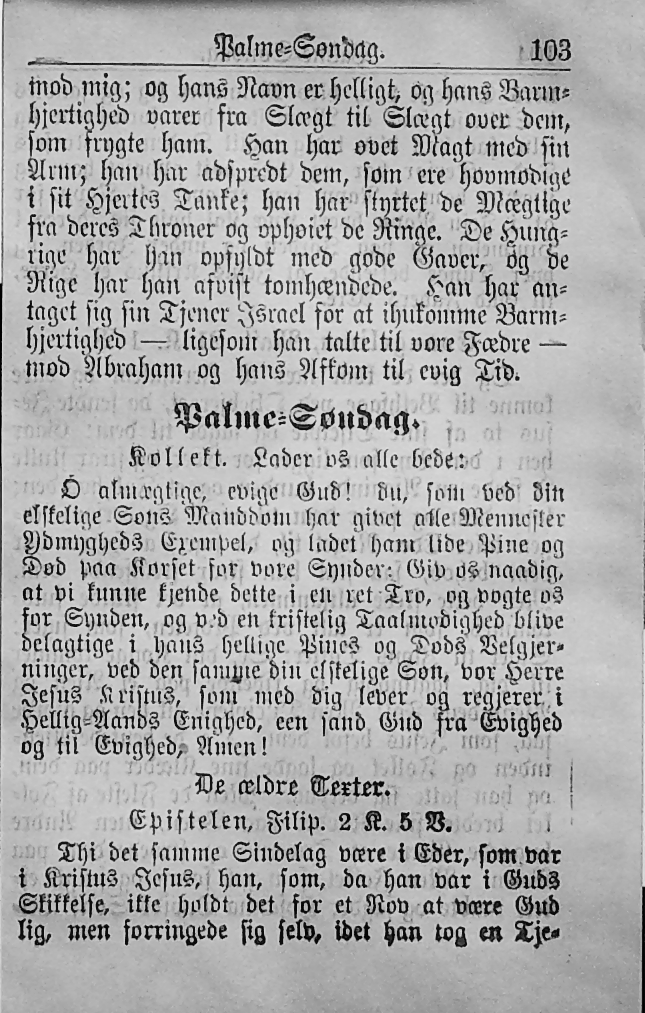 Palme-Søndag. 103
mod mig; og hans Navn er helligt, og hans Barm-
hjertighed varer fra Slægt til Slægt over dem,
som frygte ham. Han har øvet Magt med sin
Arm; han har adspredt dem, som ere hovmodige
i sit Hjertes Tanke; han har styrtet de Mægtige
fra deres Throner og ophøiet de Ringe. De Hung-
rige har han opfyldt med gode Gaver, og de
Rige har han afvist tomhændede. Han har an-
taget sig sin Tjener Israel for at ihukomme Barm-
hjertighed — ligesom han talte til vore Fædre —
mod Abraham og hans Afkom til evig Tid.
Palme-Søndag.
Kollekt. Lader os alle bede:
O almægtige, evige Gud! du, som ved din
elskelige Søns Manddom har givet alle Mennesker
Ydmygheds Exempel, og ladet ham lide Pine og
Død paa Korset for vore Synder: Giv os naadig,
at vi kunne kjende dette i en ret Tro, og vogte os
for Synden, og ved en kristelig Taalmodighed blive
delagtige i hans hellige Pines og Døds Velgjer-
ninger, ved den samme din elskelige Søn, vor Herre
Jesus Kristus, som med dig lever og regjerer i
Hellig-Aands Enighed, een sand Gud fra Evighed
og til Evighed, Amen!
De ældre Texter.
Epistelen, Filip. 2 K. 5 V.
Thi det samme Sindelag være i Eder, som var
i Kristus Jesus, han, som, da han var i Guds
Skikkelse, ikke holdt det for et Rov at være Gud
lig, men forringede sig selv, idet han tog en Tje-